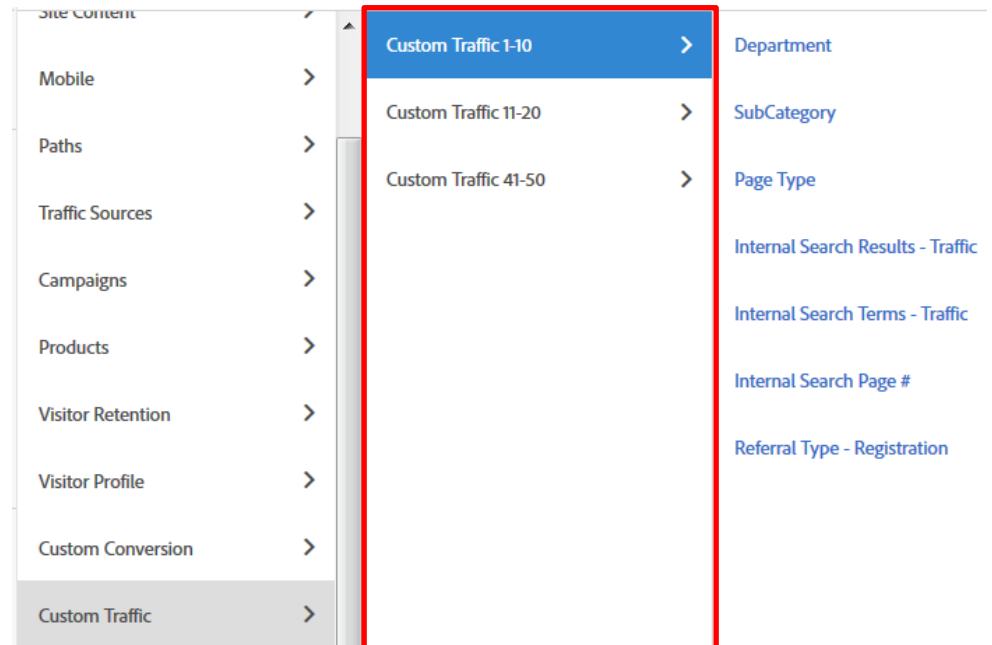 Site Content
Mobile
Paths
Traffic Sources
Campaigns
Products
Visitor Retention
Visitor Profile
Custom Conversion
Custom Traffic
Custom Traffic 1-10
Custom Traffic 11-20
Custom Traffic 41-50
Department
SubCategory
Page Type
Internal Search Results - Traffic
Internal Search Terms - Traffic
Internal Search Page #
Referral Type - Registration